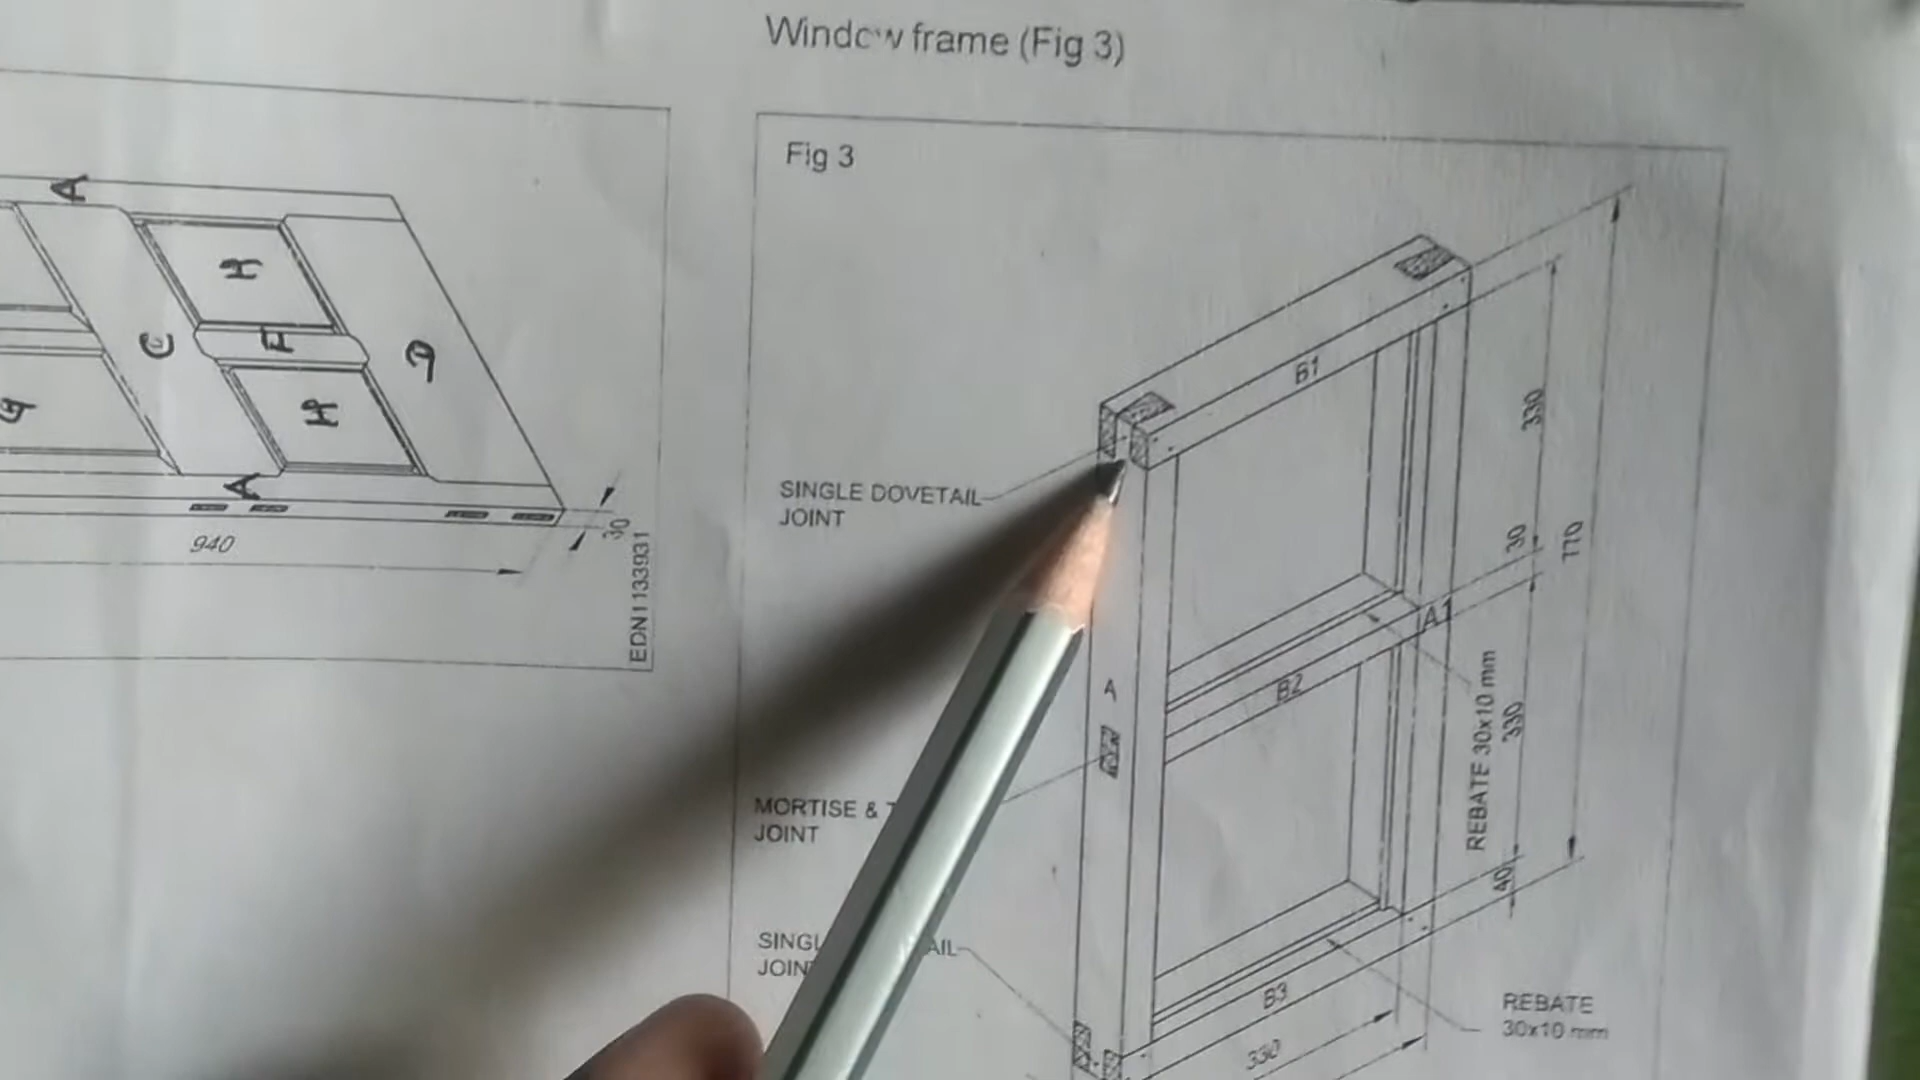 Window frame (Fig 3)
A
H
F
C
D
H
G
A
940
30
EDN1133931
Fig 3
B1
SINGLE DOVETAIL
JOINT
330
30
770
A1
A
B2
REBATE 30x10 mm
330
MORTISE &
JOINT
40
B3
REBATE
30x10 mm
330